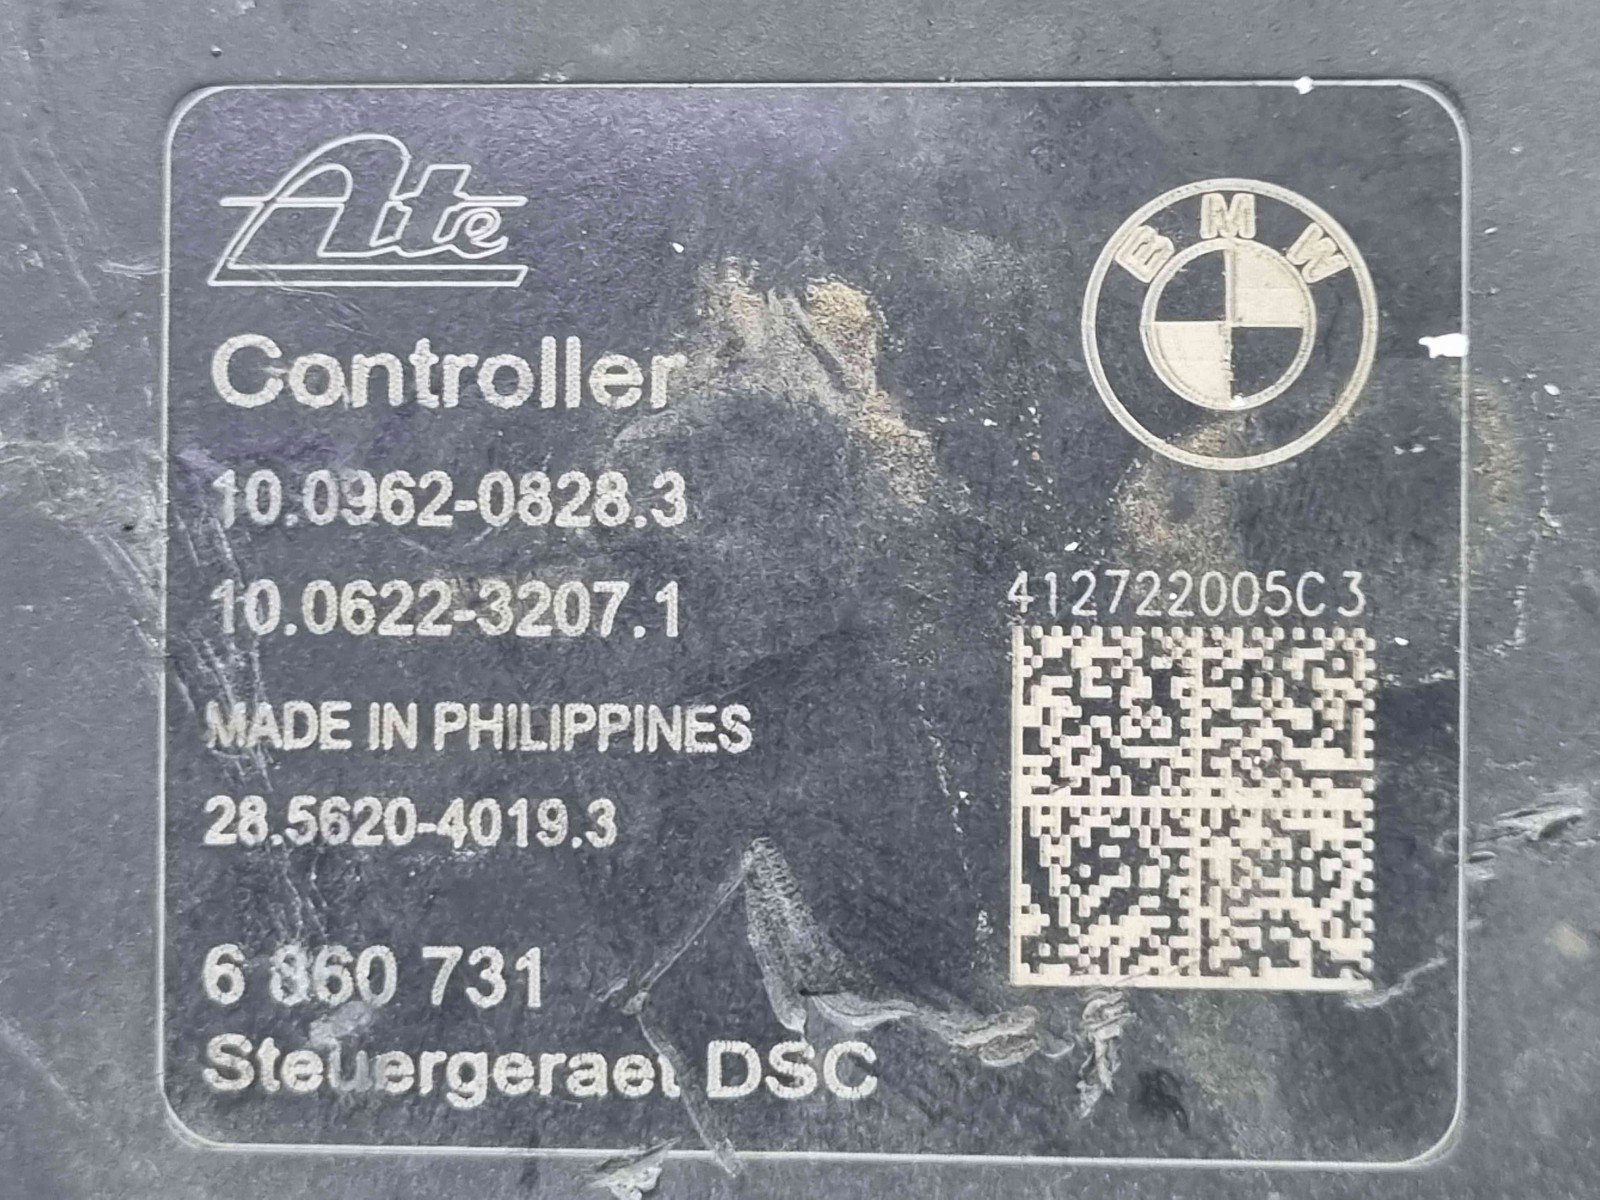 Ate
BMW
Controller
10.0962-0828.3
10.0622-3207.1
412722005C3
MADE IN PHILIPPINES
28.5620-4019.3
6 860 731
Steuergeraet DSC